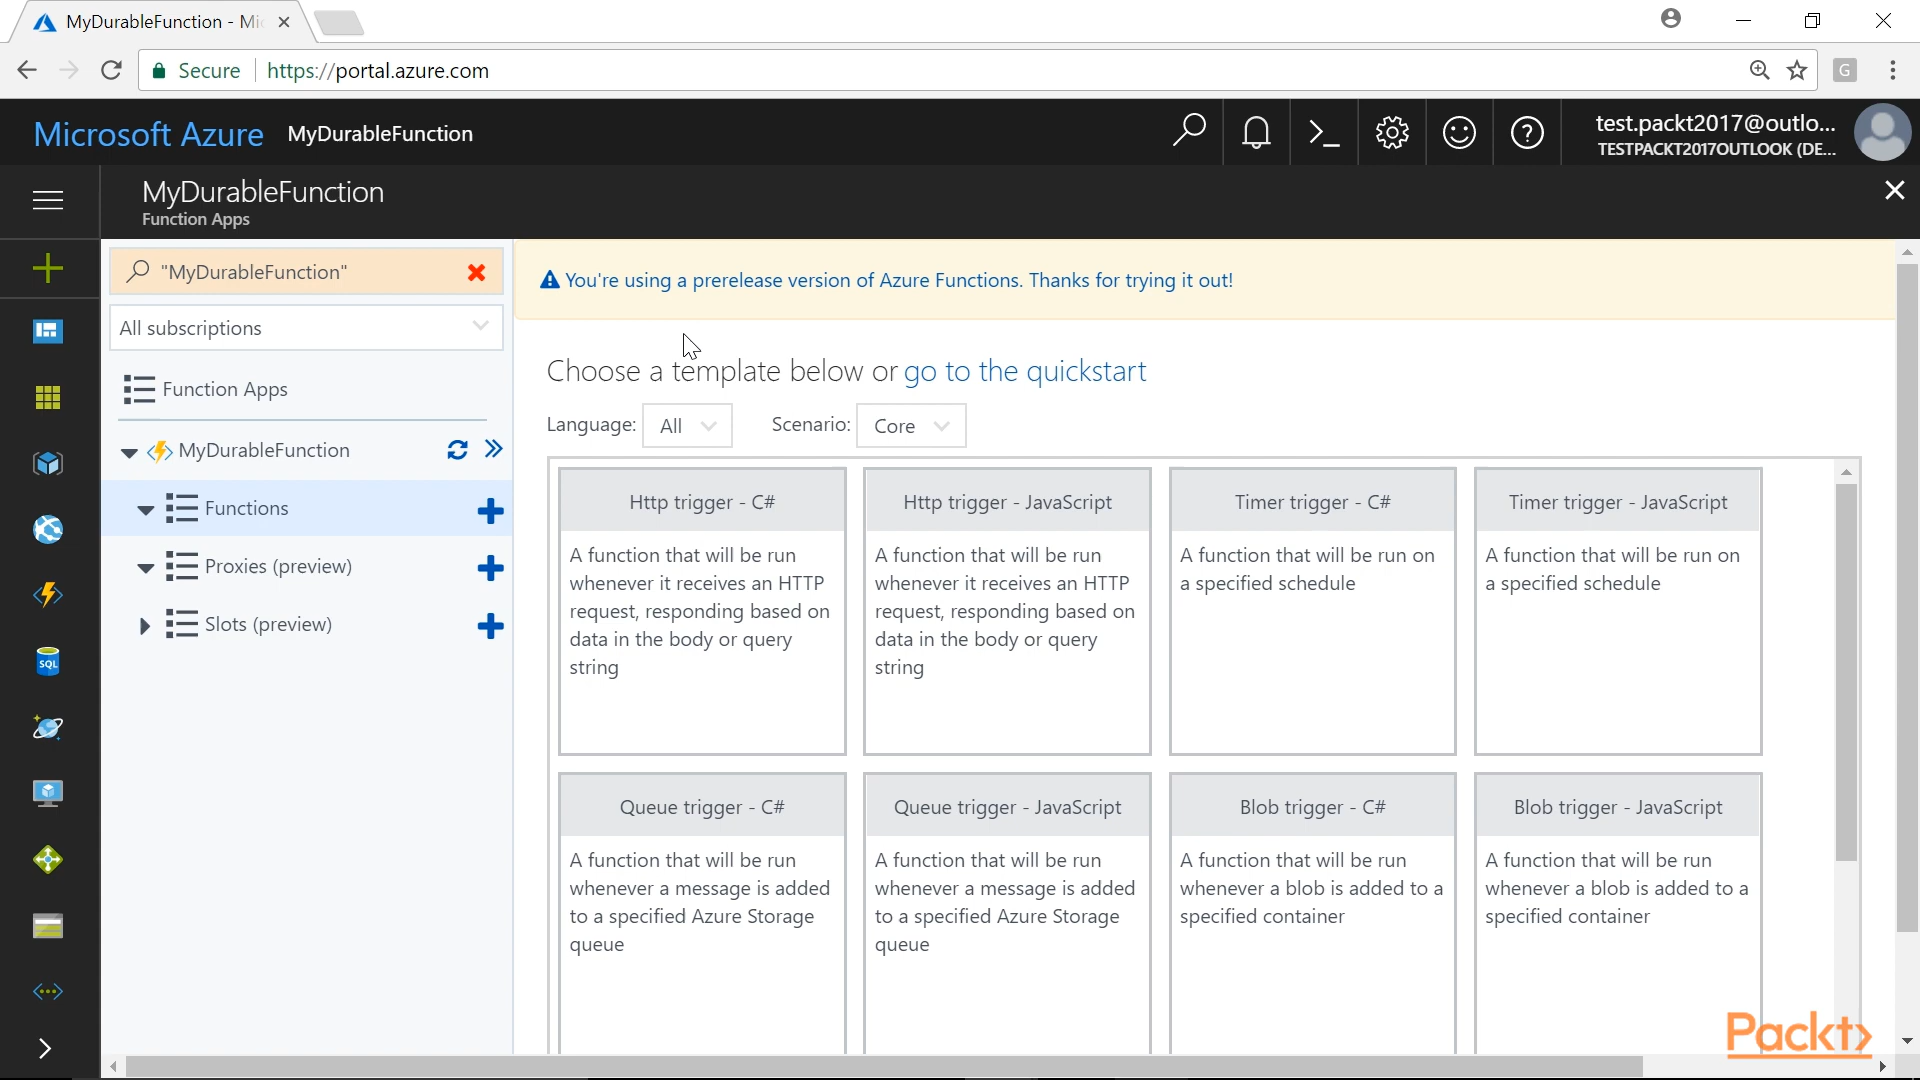 MyDurableFunction - Mi
Secure
https://portal.azure.com
G
Microsoft Azure
MyDurableFunction
test.packt2017@outlo...
TESTPACKT2017OUTLOOK (DE...
MyDurableFunction
Function Apps
"MyDurableFunction"
All subscriptions
Function Apps
MyDurableFunction
Functions
Proxies (preview)
Slots (preview)
SQL
You're using a prerelease version of Azure Functions. Thanks for trying it out!
Choose a template below or go to the quickstart
Language: All Scenario: Core
Http trigger - C#
A function that will be run
whenever it receives an HTTP
request, responding based on
data in the body or query
string
Http trigger - JavaScript
A function that will be run
whenever it receives an HTTP
request, responding based on
data in the body or query
string
Timer trigger - C#
A function that will be run on
a specified schedule
Timer trigger - JavaScript
A function that will be run on
a specified schedule
Queue trigger - C#
A function that will be run
whenever a message is added
to a specified Azure Storage
queue
Queue trigger - JavaScript
A function that will be run
whenever a message is added
to a specified Azure Storage
queue
Blob trigger - C#
A function that will be run
whenever a blob is added to a
specified container
Blob trigger - JavaScript
A function that will be run
whenever a blob is added to a
specified container
Packt>